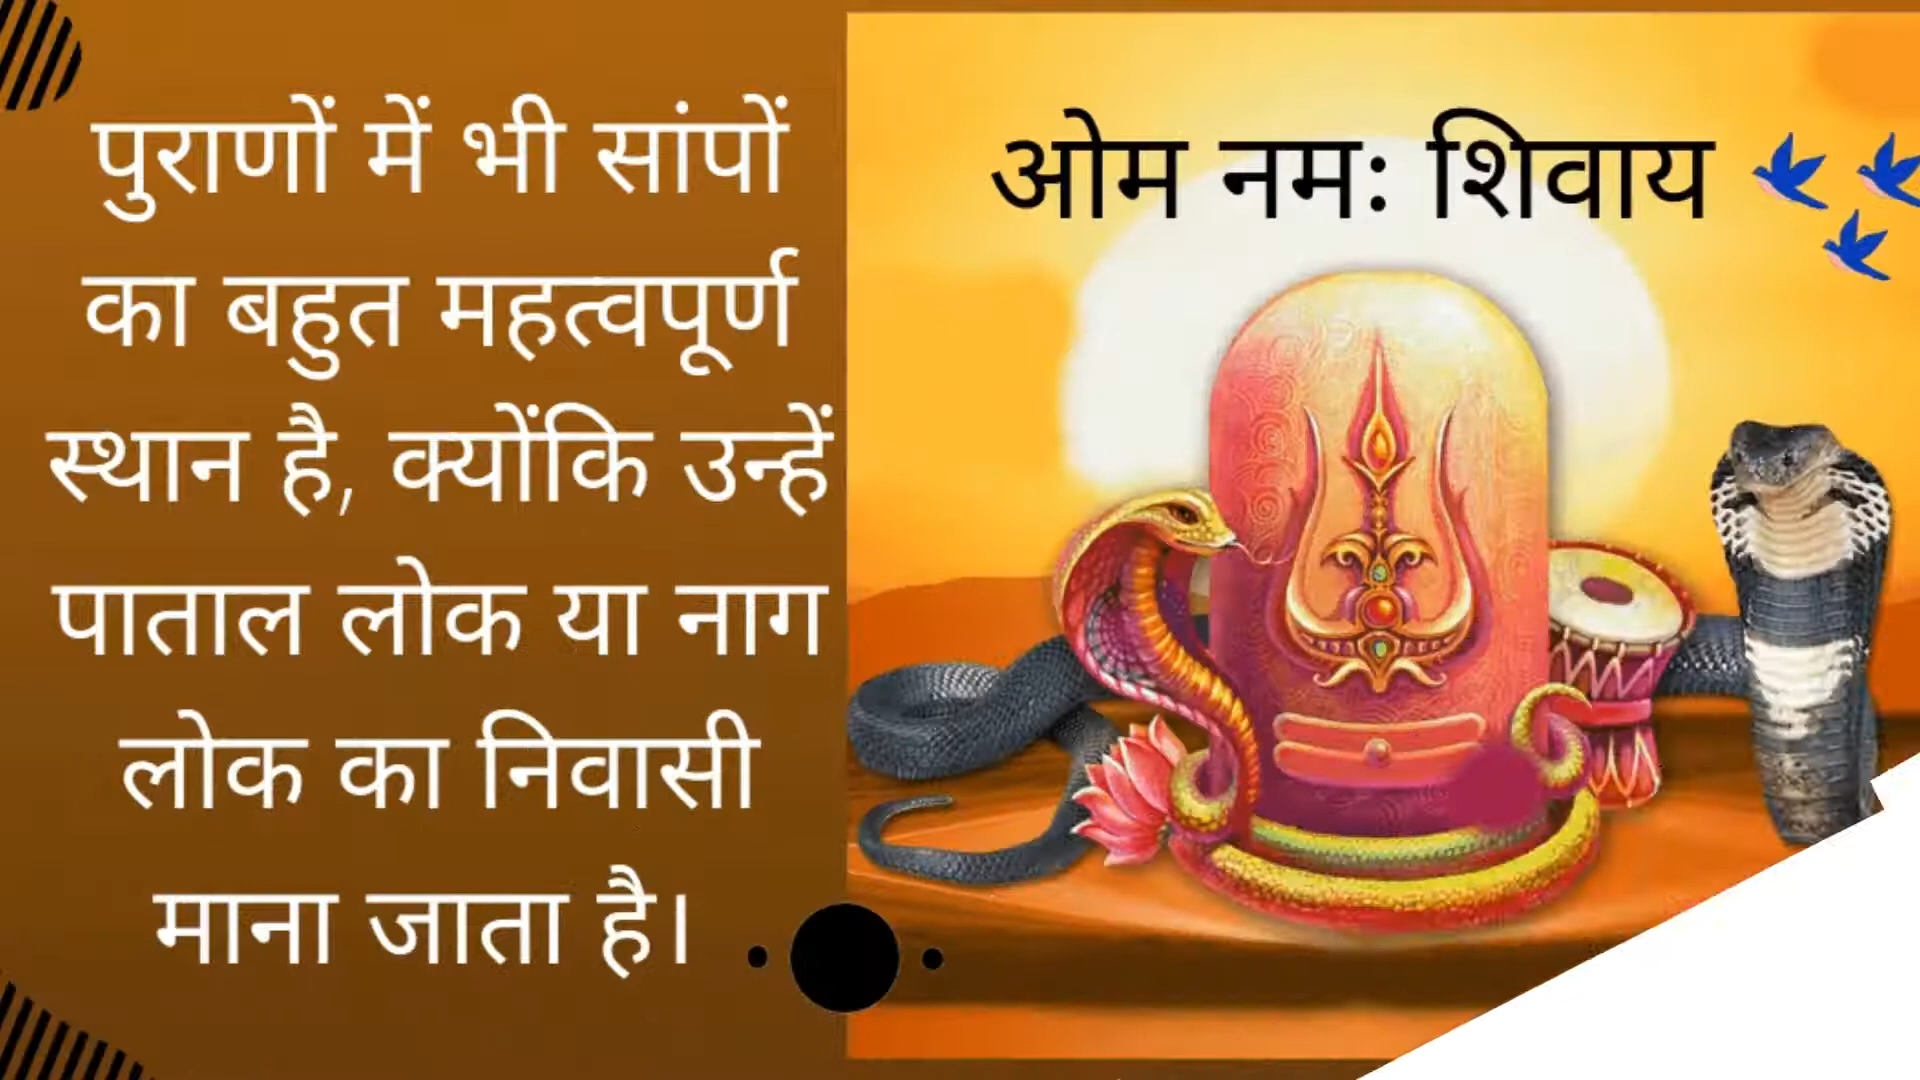 पुराणों में भी सांपों
का बहुत महत्वपूर्ण
स्थान है, क्योंकि उन्हें
पाताल लोक या नाग
लोक का निवासी
माना जाता है।
ओम नमः शिवाय